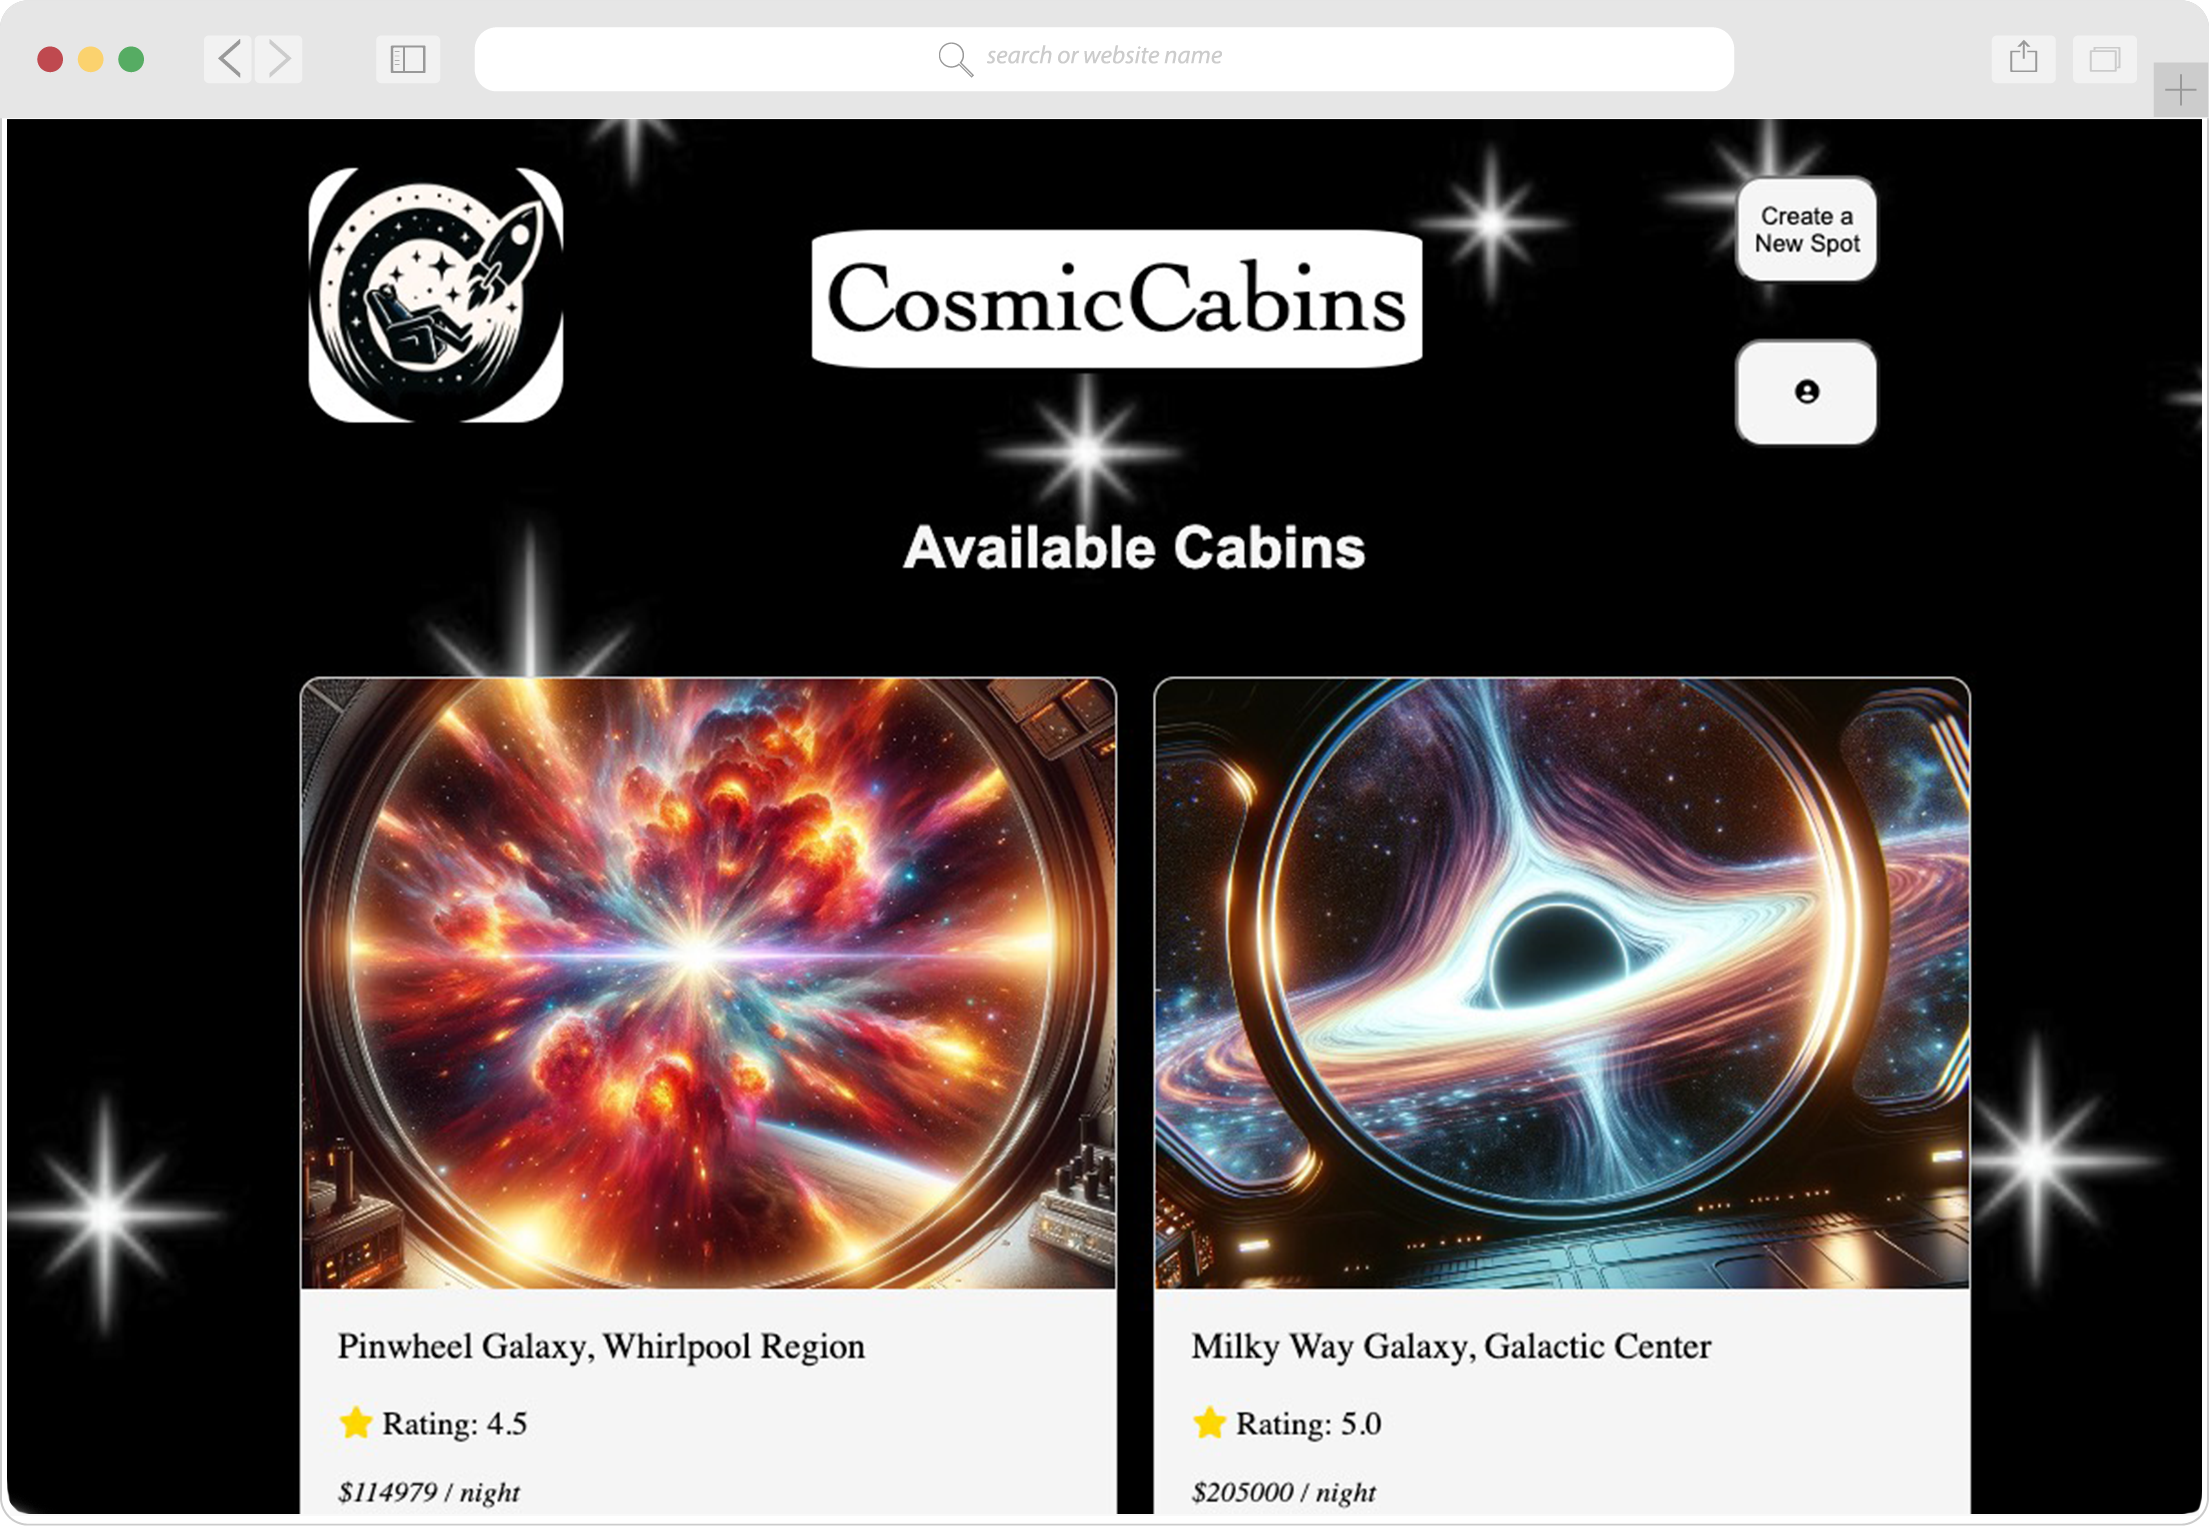 search or website name
Create a
New Spot
CosmicCabins
Available Cabins
Pinwheel Galaxy, Whirlpool Region
Rating: 4.5
$114979 / night
Milky Way Galaxy, Galactic Center
Rating: 5.0
$205000 / night